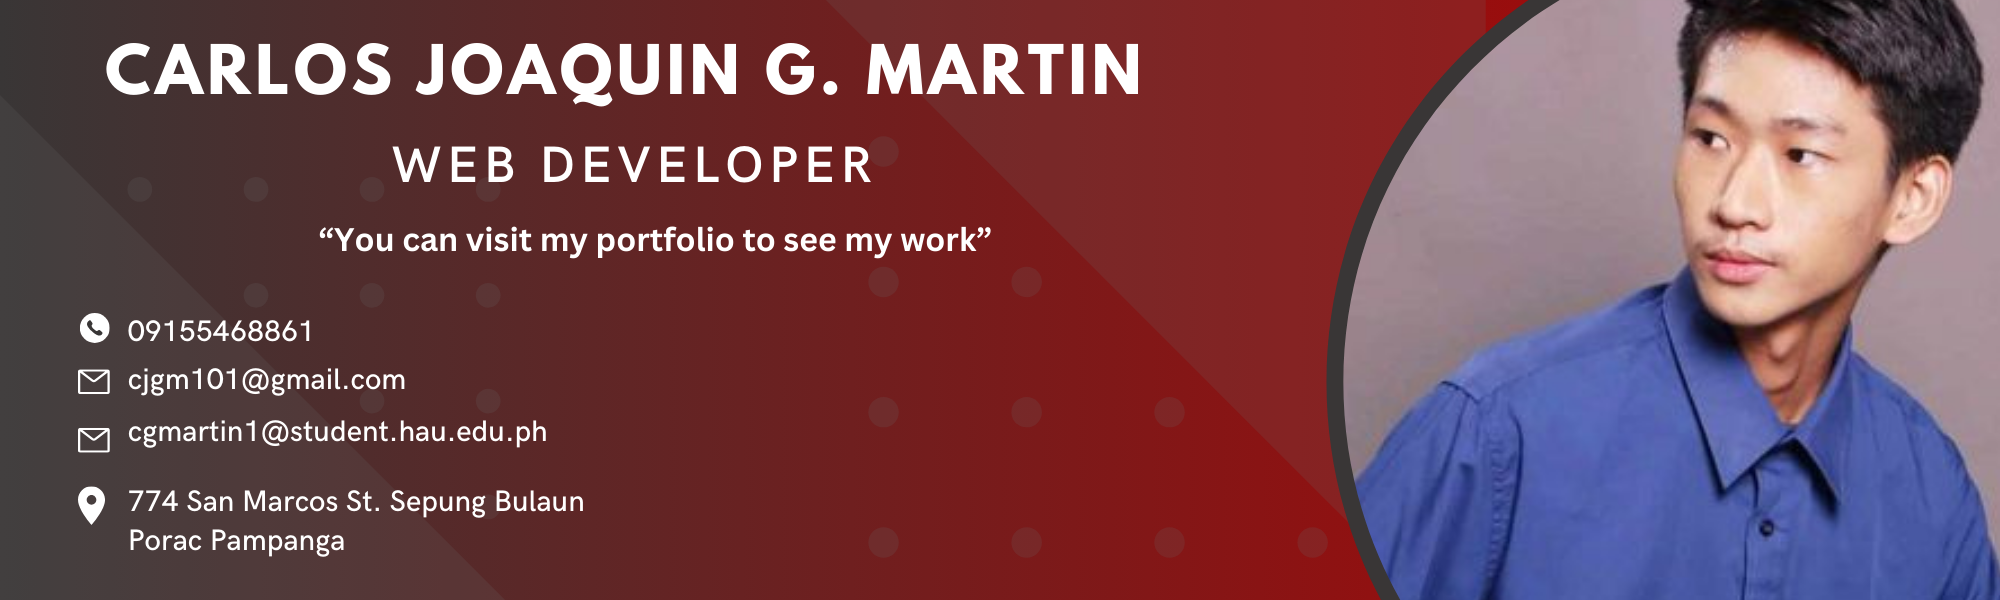 CARLOS JOAQUIN G. MARTIN
WEB DEVELOPER
“You can visit my portfolio to see my work”
09155468861
cjgm101@gmail.com
cgmartin1@student.hau.edu.ph
774 San Marcos St. Sepung Bulaun
Porac Pampanga